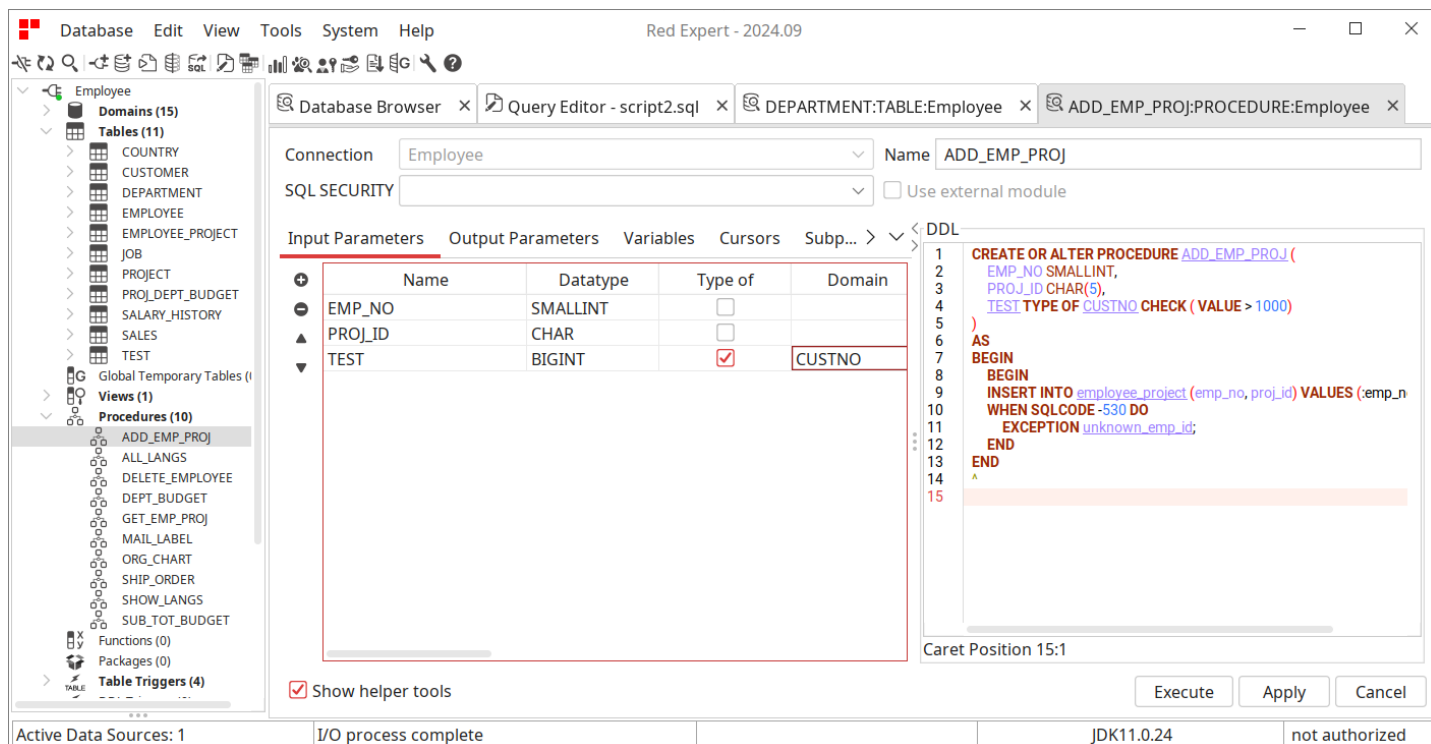 Database Edit View Tools System Help Red Expert - 2024.09
SQL G
Employee
Domains (15)
Tables (11)
COUNTRY
CUSTOMER
DEPARTMENT
EMPLOYEE
EMPLOYEE_PROJECT
JOB
PROJECT
PROJ_DEPT_BUDGET
SALARY_HISTORY
SALES
TEST
G Global Temporary Tables (
Views (1)
Procedures (10)
ADD_EMP_PROJ
ALL_LANGS
DELETE_EMPLOYEE
DEPT_BUDGET
GET_EMP_PROJ
MAIL_LABEL
ORG_CHART
SHIP_ORDER
SHOW_LANGS
SUB_TOT_BUDGET
Functions (0)
Packages (0)
TABLE Table Triggers (4)
Database Browser × Query Editor - script2.sql × DEPARTMENT:TABLE:Employee × ADD_EMP_PROJ:PROCEDURE:Employee ×
Connection Employee Name ADD_EMP_PROJ
SQL SECURITY Use external module
Input Parameters Output Parameters Variables Cursors Subp...
Name Datatype Type of Domain
EMP_NO SMALLINT
PROJ_ID CHAR
TEST BIGINT CUSTNO
DDL
1 CREATE OR ALTER PROCEDURE ADD_EMP_PROJ (
2 EMP_NO SMALLINT,
3 PROJ_ID CHAR(5),
4 TEST TYPE OF CUSTNO CHECK ( VALUE > 1000)
5 )
6 AS
7 BEGIN
8 BEGIN
9 INSERT INTO employee_project (emp_no, proj_id) VALUES (:emp_n
10 WHEN SQLCODE -530 DO
11 EXCEPTION unknown_emp_id;
12 END
13 END
14 ^
15
Caret Position 15:1
Show helper tools
Execute Apply Cancel
Active Data Sources: 1 I/O process complete JDK11.0.24 not authorized